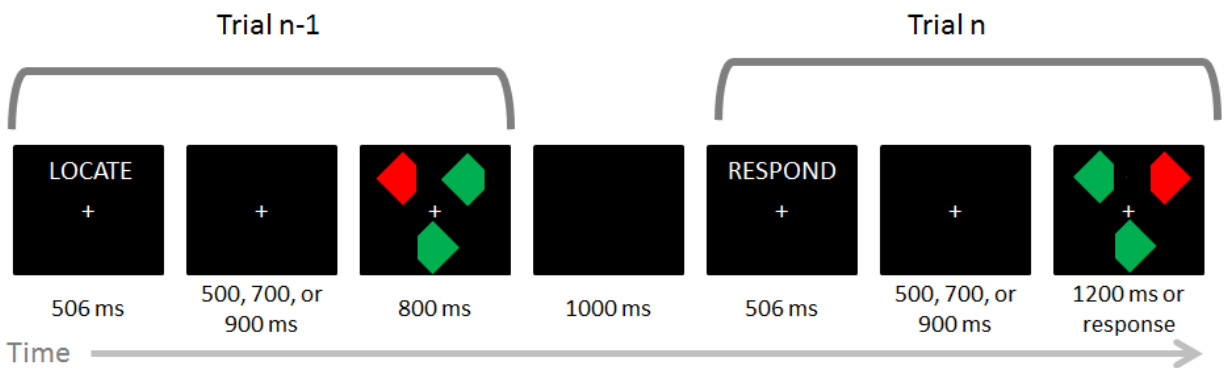 Trial n-1
Trial n
LOCATE
+
+
+
RESPOND
+
+
+
506 ms
500, 700, or
900 ms
800 ms
1000 ms
506 ms
500, 700, or
900 ms
1200 ms or
response
Time